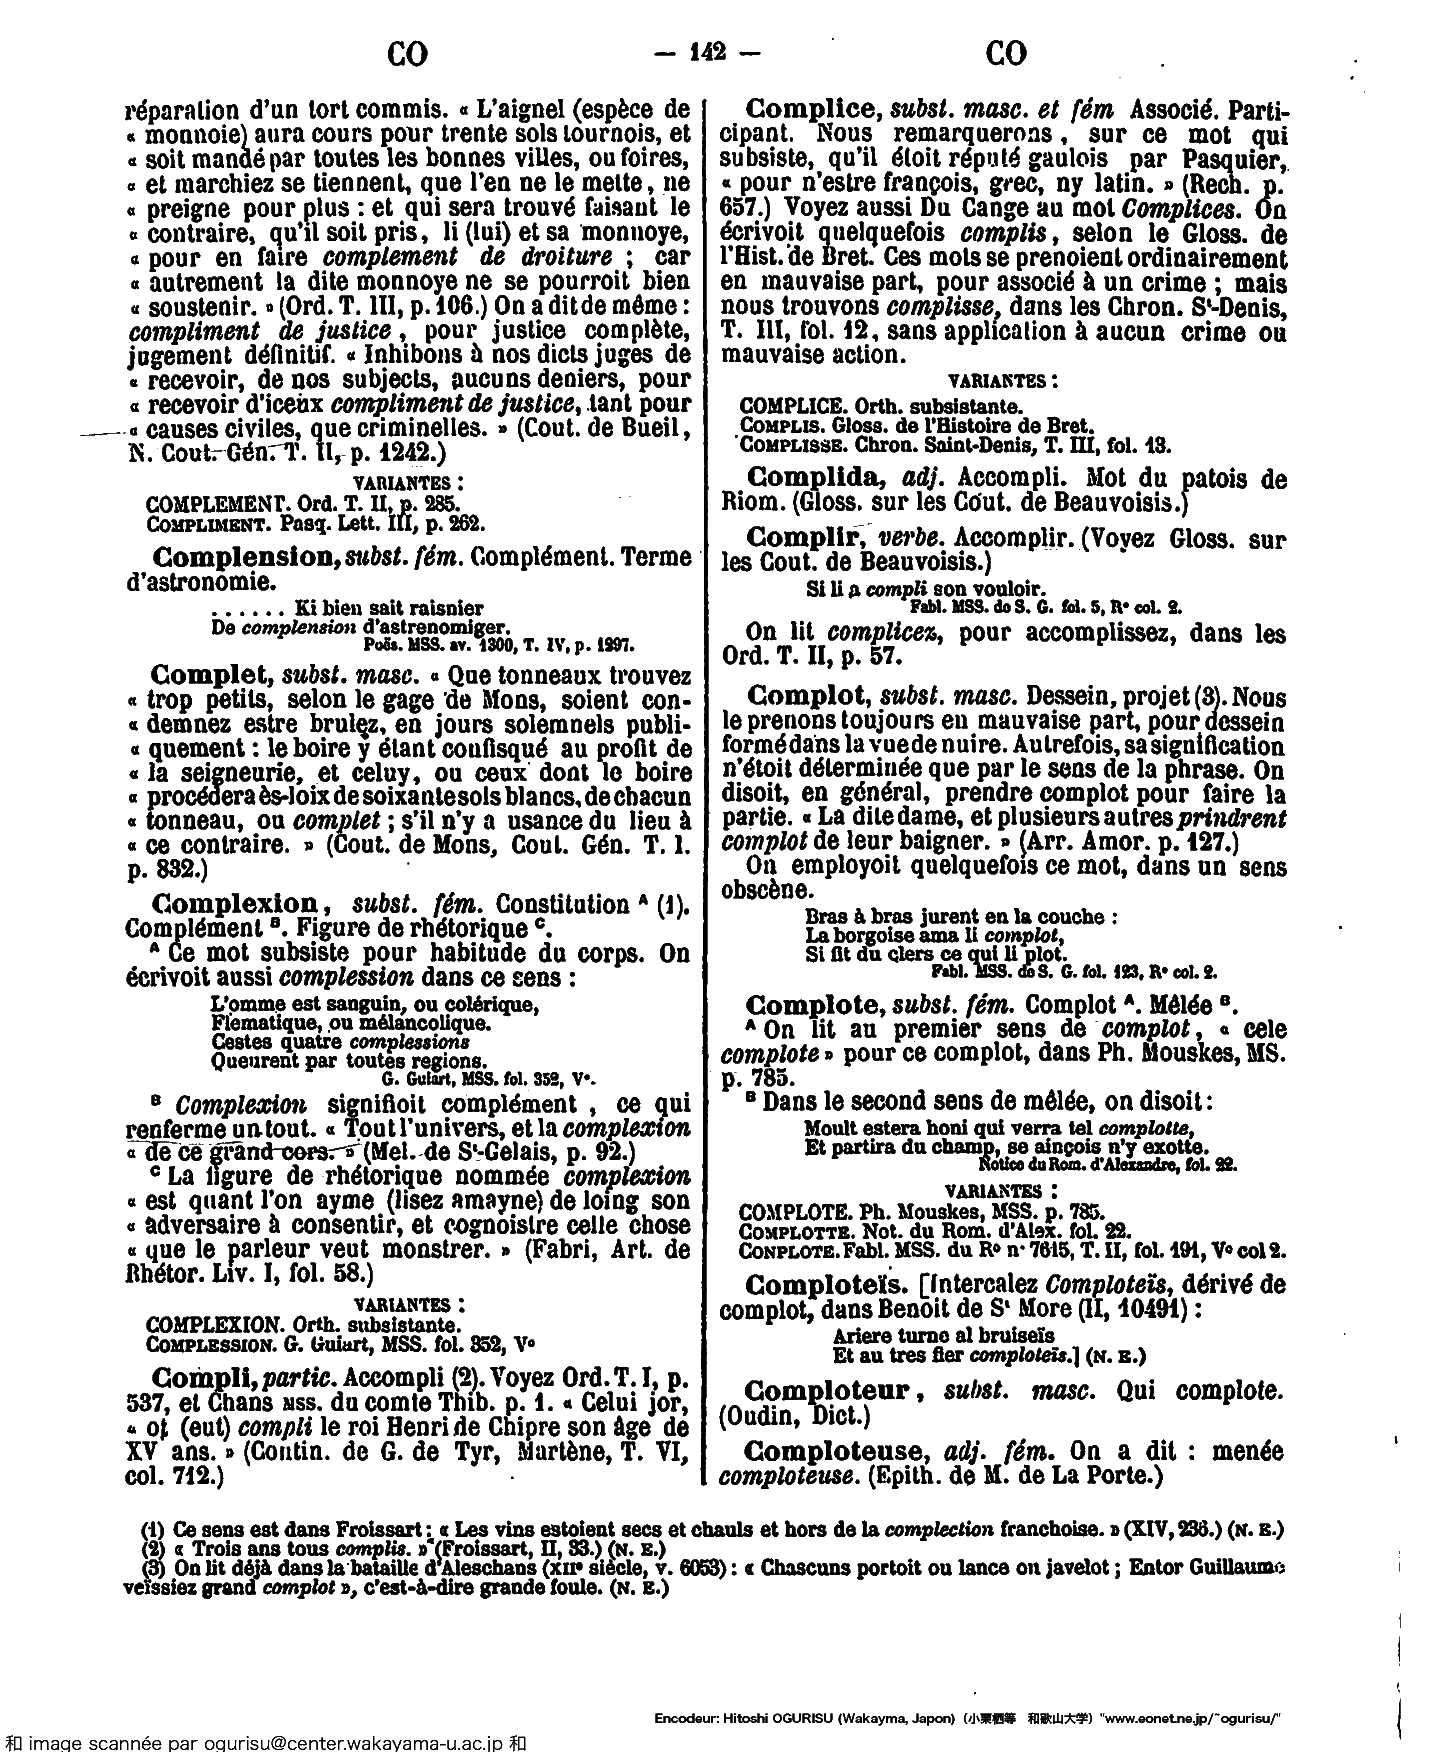 CO — 142 — CO
réparation d'un tort commis. « L'aignel (espèce de
« monnoie) aura cours pour trente sols tournois, et
« soit mandé par toutes les bonnes villes, ou foires,
« et marchiez se tiennent, que l'en ne le mette, ne
« preigne pour plus : et qui sera trouvé faisant le
« contraire, qu'il soit pris, li (lui) et sa monnoye,
« pour en faire complement de droiture ; car
« autrement la dite monnoye ne se pourroit bien
« soustenir. » (Ord. T. III, p. 106.) On a dit de même :
compliment de justice, pour justice complète,
jugement définitif. « Inhibons à nos dicts juges de
« recevoir, de nos subjects, aucuns deniers, pour
« recevoir d'iceux compliment de justice, tant pour
« causes civiles, que criminelles. » (Cout. de Bueil,
N. Cout. Gén. T. II, p. 1242.)
VARIANTES :
COMPLEMENT. Ord. T. II, p. 285.
COMPLIMENT. Pasq. Lett. III, p. 262.
Complension, subst. fém. Complément. Terme
d'astronomie.
...... Ki bien sait raisnier
De complension d'astrenomiger.
Poës. MSS. av. 1300, T. IV, p. 1297.
Complet, subst. masc. « Que tonneaux trouvez
« trop petits, selon le gage de Mons, soient con-
« demnez estre brulez, en jours solemnels publi-
« quement : le boire y étant confisqué au profit de
« la seigneurie, et celuy, ou ceux dont le boire
« procédera ès-loix de soixante sols blancs, de chacun
« tonneau, ou complet ; s'il n'y a usance du lieu à
« ce contraire. » (Cout. de Mons, Cout. Gén. T. I.
p. 832.)
Complexion, subst. fém. Constitution A (1).
Complément B. Figure de rhétorique C.
A Ce mot subsiste pour habitude du corps. On
écrivoit aussi complession dans ce sens :
L'omme est sanguin, ou colérique,
Flematique, ou mélancolique.
Cestes quatre complessions
Queurent par toutes regions.
G. Guiart, MSS. fol. 352, V°.
B Complexion signifioit complément, ce qui
renferme un tout. « Tout l'univers, et la complexion
« de ce grand cors. » (Mel. de St-Gelais, p. 92.)
C La figure de rhétorique nommée complexion
« est quant l'on ayme (lisez amayne) de loing son
« adversaire à consentir, et cognoistre celle chose
« que le parleur veut monstrer. » (Fabri, Art. de
Rhétor. Liv. I, fol. 58.)
VARIANTES :
COMPLEXION. Orth. subsistante.
COMPLESSION. G. Guiart, MSS. fol. 352, V°
Compli, partic. Accompli (2). Voyez Ord. T. I, p.
537, et Chans MSS. du comte Thib. p. 1. « Celui jor,
« ot (eut) compli le roi Henri de Chipre son âge de
XV ans. » (Contin. de G. de Tyr, Martène, T. VI,
col. 712.)
Complice, subst. masc. et fém Associé. Parti-
cipant. Nous remarquerons, sur ce mot qui
subsiste, qu'il étoit réputé gaulois par Pasquier,
« pour n'estre françois, grec, ny latin. » (Rech. p.
657.) Voyez aussi Du Cange au mot Complices. On
écrivoit quelquefois complis, selon le Gloss. de
l'Hist. de Bret. Ces mots se prenoient ordinairement
en mauvaise part, pour associé à un crime ; mais
nous trouvons complisse, dans les Chron. St-Denis,
T. III, fol. 12, sans application à aucun crime ou
mauvaise action.
VARIANTES :
COMPLICE. Orth. subsistante.
COMPLIS. Gloss. de l'Histoire de Bret.
COMPLISSE. Chron. Saint-Denis, T. III, fol. 13.
Complida, adj. Accompli. Mot du patois de
Riom. (Gloss. sur les Cout. de Beauvoisis.)
Complir, verbe. Accomplir. (Voyez Gloss. sur
les Cout. de Beauvoisis.)
Si li a compli son vouloir.
Fabl. MSS. de S. G. fol. 5, R° col. 2.
On lit complicez, pour accomplissez, dans les
Ord. T. II, p. 57.
Complot, subst. masc. Dessein, projet (3). Nous
le prenons toujours en mauvaise part, pour dessein
formé dans la vue de nuire. Autrefois, sa signification
n'étoit déterminée que par le sens de la phrase. On
disoit, en général, prendre complot pour faire la
partie. « La dite dame, et plusieurs autres prindrent
complot de leur baigner. » (Arr. Amor. p. 127.)
On employoit quelquefois ce mot, dans un sens
obscène.
Bras à bras jurent en la couche :
La borgoise ama li complot,
Si fit du clers ce qui li plot.
Fabl. MSS. de S. G. fol. 123, R° col. 2.
Complote, subst. fém. Complot A. Mêlée B.
A On lit au premier sens de complot, « cele
complote » pour ce complot, dans Ph. Mouskes, MS.
p. 785.
B Dans le second sens de mêlée, on disoit :
Moult estera honi qui verra tel complotte,
Et partira du champ, se ainçois n'y exotte.
Notice du Rom. d'Alexandre, fol. 22.
VARIANTES :
COMPLOTE. Ph. Mouskes, MSS. p. 785.
COMPLOTTE. Not. du Rom. d'Alex. fol. 22.
CONPLOTE. Fabl. MSS. du R° n° 7615, T. II, fol. 191, V° col 2.
Comploteïs. [Intercalez Comploteïs, dérivé de
complot, dans Benoit de St More (II, 10491) :
Ariere turne al bruiseïs
Et au tres fier comploteïs.] (N. E.)
Comploteur, subst. masc. Qui complote.
(Oudin, Dict.)
Comploteuse, adj. fém. On a dit : menée
comploteuse. (Epith. de M. de La Porte.)
(1) Ce sens est dans Froissart : « Les vins estoient secs et chauls et hors de la complection franchoise. » (XIV, 236.) (N. E.)
(2) « Trois ans tous complis. » (Froissart, II, 33.) (N. E.)
(3) On lit déjà dans la bataille d'Aleschans (XIIe siècle, v. 6053) : « Chascuns portoit ou lance on javelot ; Entor Guillaume
veïssiez grand complot », c'est-à-dire grande foule. (N. E.)
Encodeur: Hitoshi OGURISU (Wakayma, Japon) (小栗栖等 和歌山大学) "www.eonet.ne.jp/~ogurisu/"
和 image scannée par ogurisu@center.wakayama-u.ac.jp 和